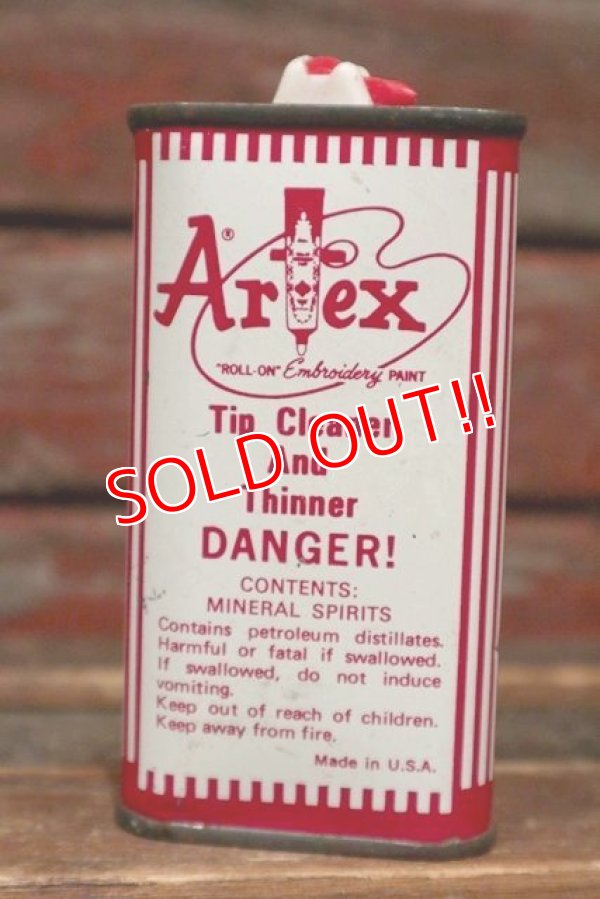 Artex®
"ROLL-ON" Embroidery PAINT
Tip Cleaner
And
Thinner
SOLD OUT!!
DANGER!
CONTENTS:
MINERAL SPIRITS
Contains petroleum distillates.
Harmful or fatal if swallowed.
If swallowed, do not induce
vomiting.
Keep out of reach of children.
Keep away from fire.
Made in U.S.A.